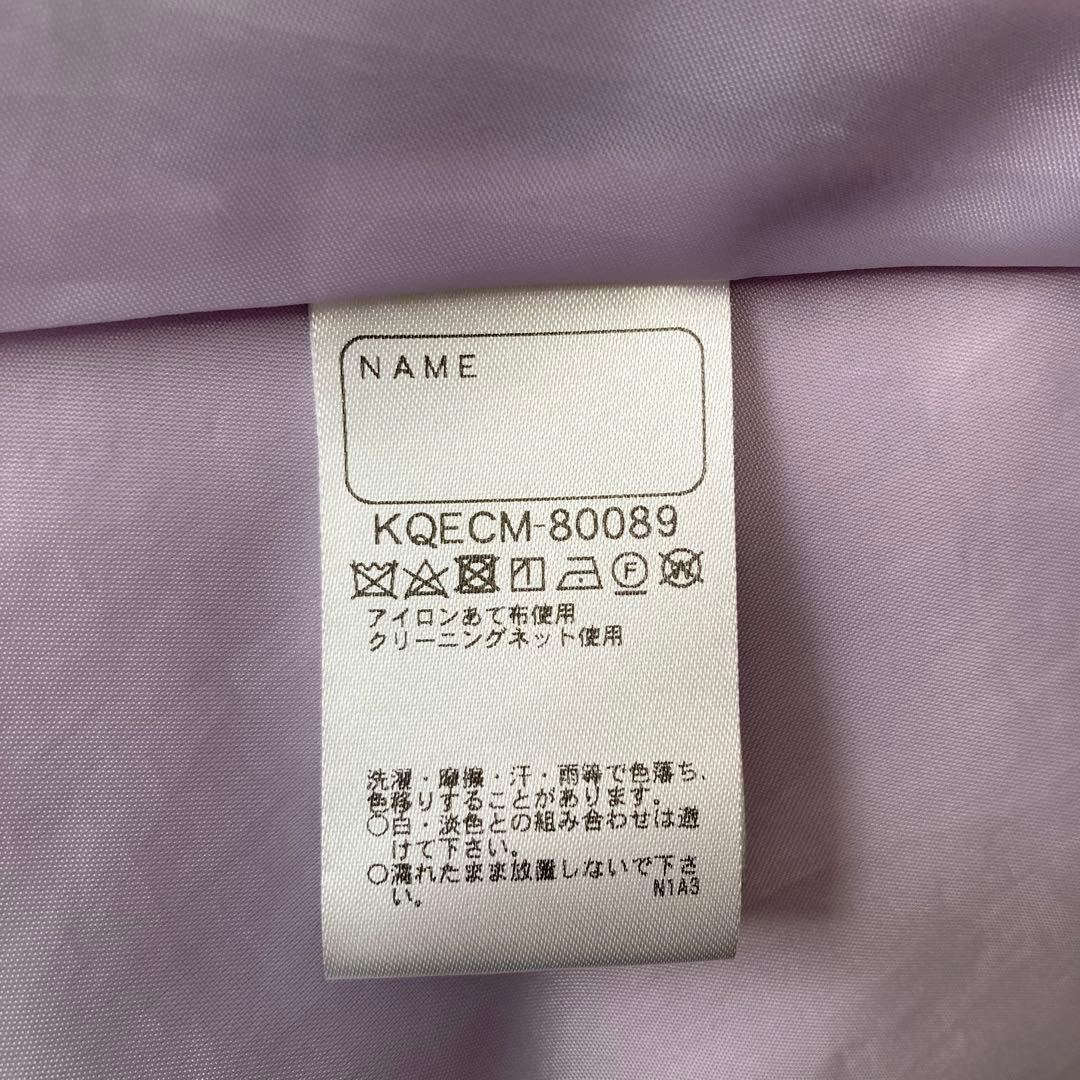 NAME
KQECM-80089
F
W
アイロンあて布使用
クリーニングネット使用
洗濯・摩擦・汗・雨等で色落ち、
色移りすることがあります。
○白・淡色との組み合わせは避
けて下さい。
○濡れたまま放置しないで下さ
い。
N1A3